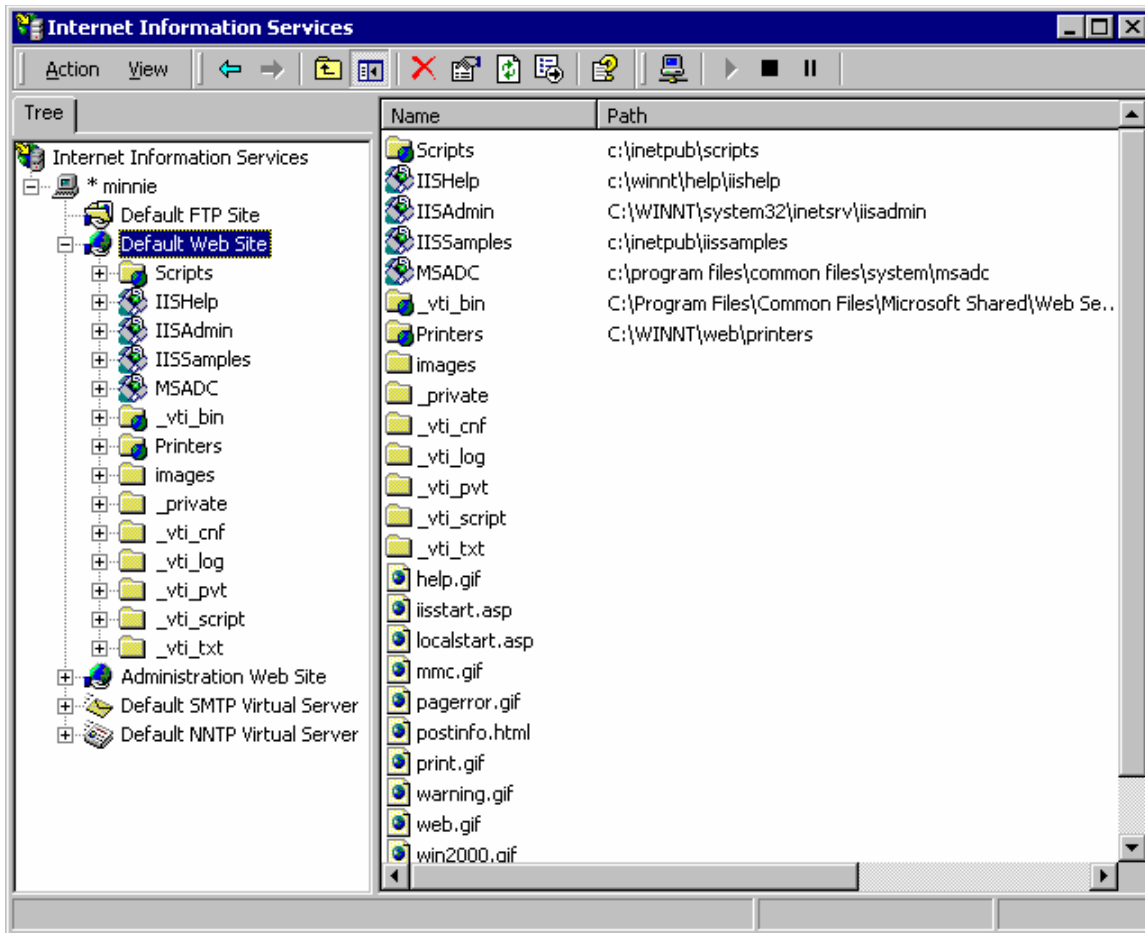 Internet Information Services
Action View
Tree
Internet Information Services
* minnie
Default FTP Site
Default Web Site
Scripts
IISHelp
IISAdmin
IISSamples
MSADC
_vti_bin
Printers
images
_private
_vti_cnf
_vti_log
_vti_pvt
_vti_script
_vti_txt
Administration Web Site
Default SMTP Virtual Server
Default NNTP Virtual Server
Name Path
Scripts c:\inetpub\scripts
IISHelp c:\winnt\help\iishelp
IISAdmin C:\WINNT\system32\inetsrv\iisadmin
IISSamples c:\inetpub\iissamples
MSADC c:\program files\common files\system\msadc
_vti_bin C:\Program Files\Common Files\Microsoft Shared\Web Se..
Printers C:\WINNT\web\printers
images
_private
_vti_cnf
_vti_log
_vti_pvt
_vti_script
_vti_txt
help.gif
iisstart.asp
localstart.asp
mmc.gif
pagerror.gif
postinfo.html
print.gif
warning.gif
web.gif
win2000.gif